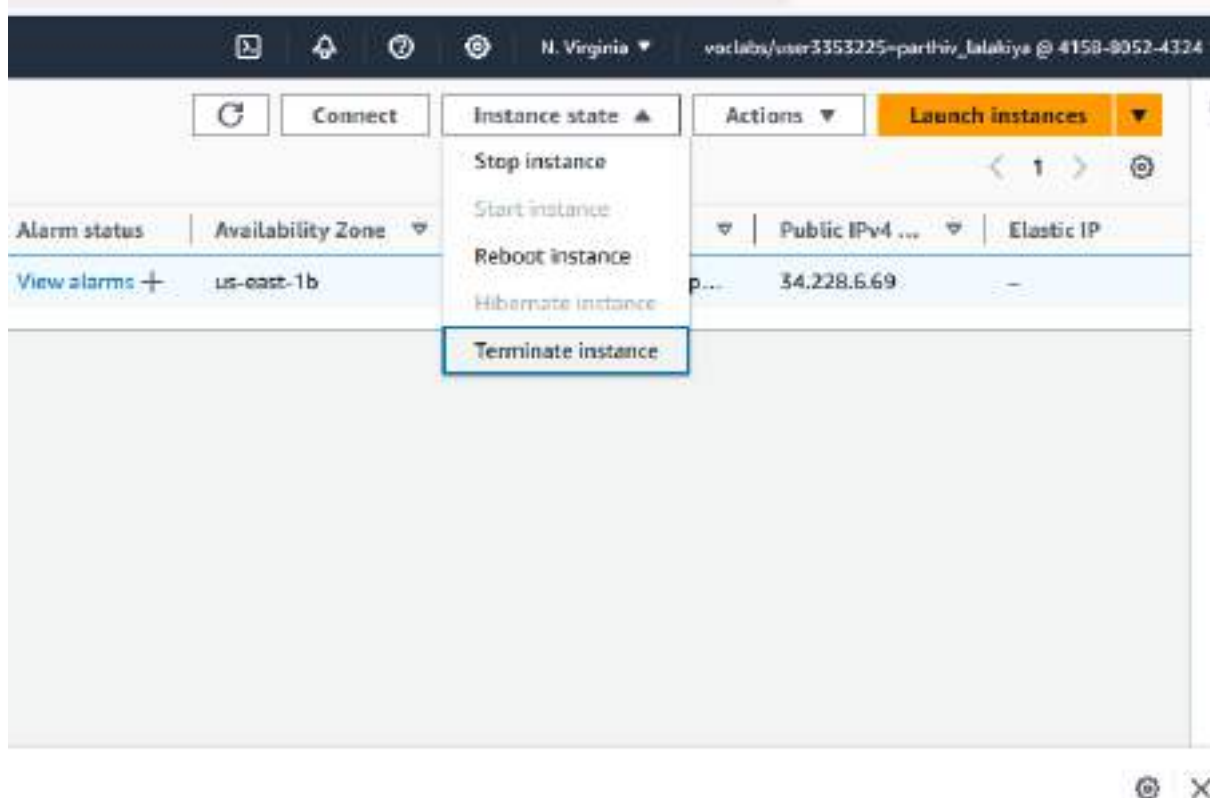 N. Virginia ▼ voclabs/user3353225=parthiv_lalakiya @ 4158-8052-4324
Connect Instance state ▲ Actions ▼ Launch instances ▼
Stop instance
< 1 >
Start instance
Alarm status Availability Zone Public IPv4 ... Elastic IP
Reboot instance
View alarms + us-east-1b p... 34.228.6.69 –
Hibernate instance
Terminate instance